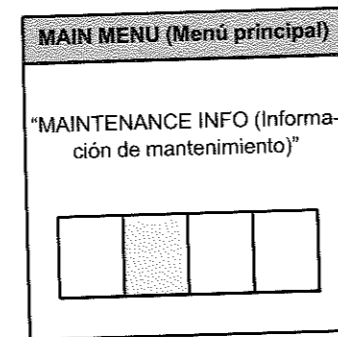 MAIN MENU (Menú principal)
“MAINTENANCE INFO (Informa-
ción de mantenimiento)”